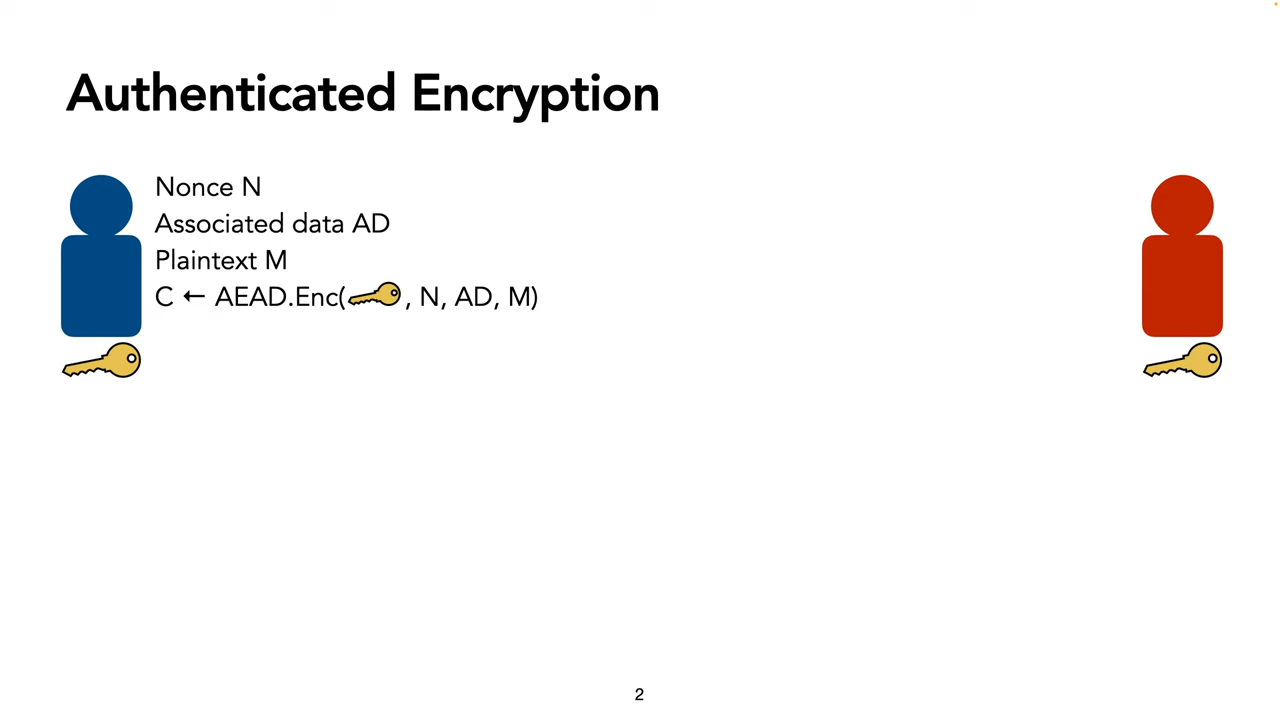 Authenticated Encryption
Nonce N
Associated data AD
Plaintext M
C ← AEAD.Enc( , N, AD, M)
2